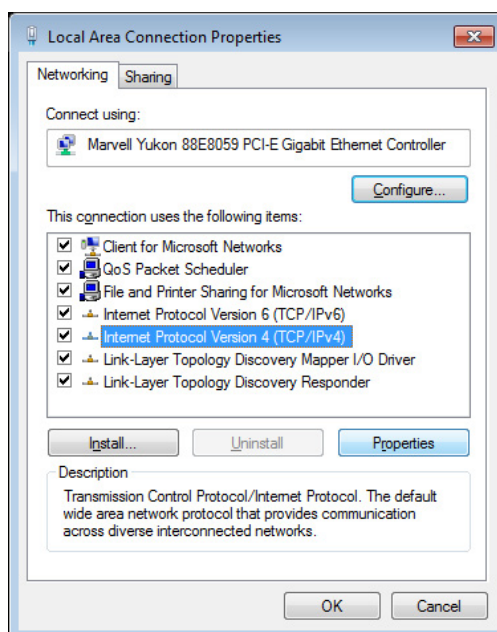 Local Area Connection Properties
Networking
Sharing
Connect using:
Marvell Yukon 88E8059 PCI-E Gigabit Ethernet Controller
Configure...
This connection uses the following items:
Client for Microsoft Networks
QoS Packet Scheduler
File and Printer Sharing for Microsoft Networks
Internet Protocol Version 6 (TCP/IPv6)
Internet Protocol Version 4 (TCP/IPv4)
Link-Layer Topology Discovery Mapper I/O Driver
Link-Layer Topology Discovery Responder
Install...
Uninstall
Properties
Description
Transmission Control Protocol/Internet Protocol. The default
wide area network protocol that provides communication
across diverse interconnected networks.
OK
Cancel